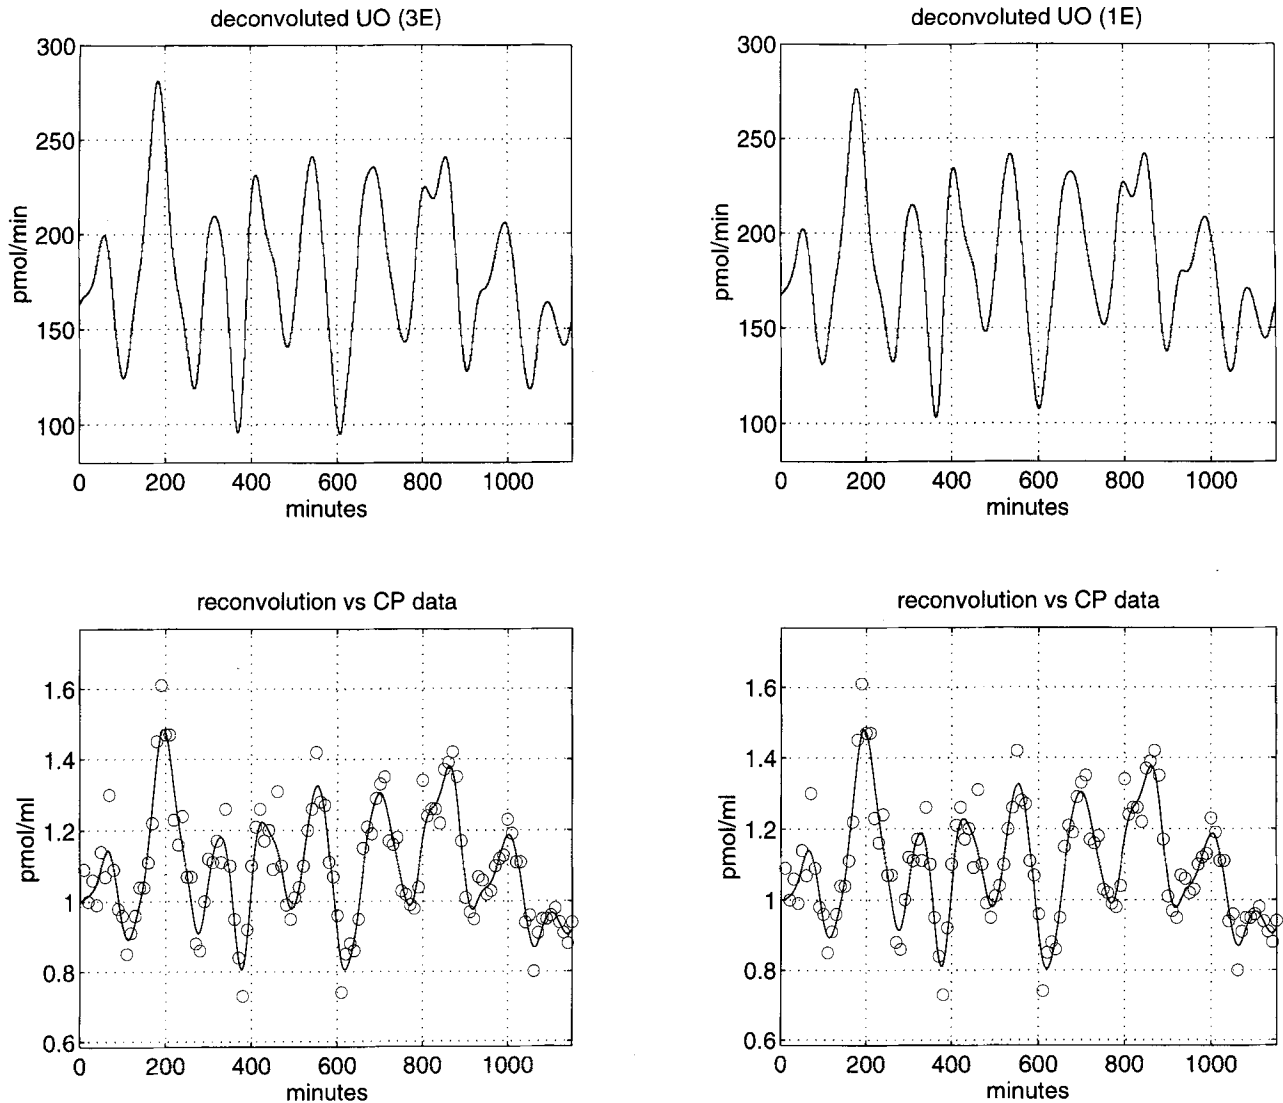 deconvoluted UO (3E)
300
250
200
150
100
pmol/min
0 200 400 600 800 1000
minutes
deconvoluted UO (1E)
300
250
200
150
100
pmol/min
0 200 400 600 800 1000
minutes
reconvolution vs CP data
1.6
1.4
1.2
1
0.8
0.6
pmol/ml
0 200 400 600 800 1000
minutes
reconvolution vs CP data
1.6
1.4
1.2
1
0.8
0.6
pmol/ml
0 200 400 600 800 1000
minutes